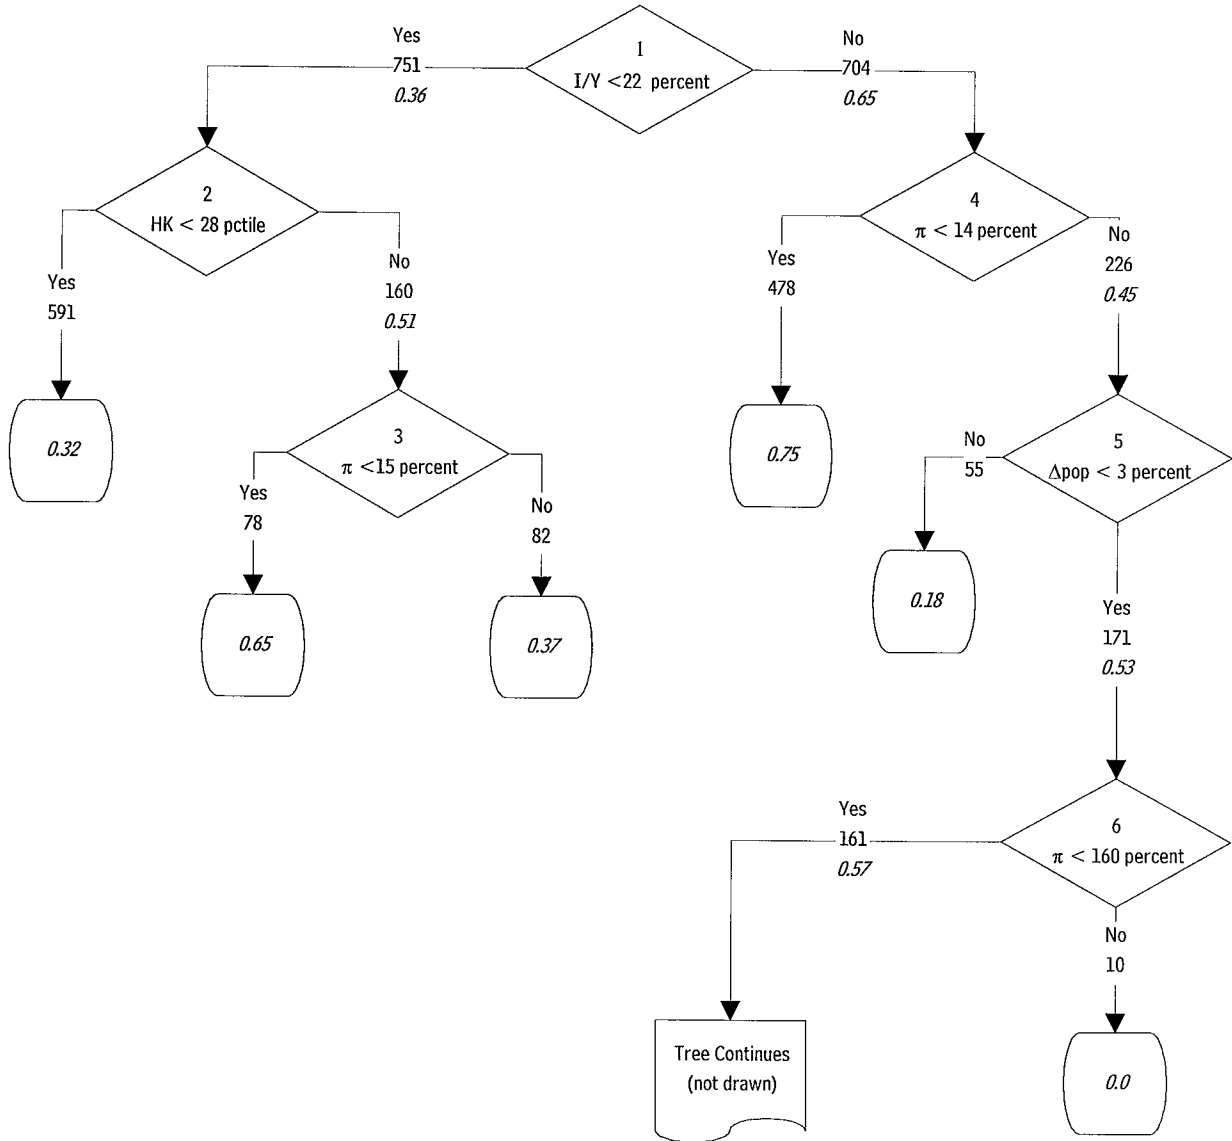 Yes
751
0.36
1
I/Y <22 percent
No
704
0.65
2
HK < 28 pctile
Yes
591
0.32
No
160
0.51
3
π <15 percent
Yes
78
0.65
No
82
0.37
4
π < 14 percent
Yes
478
0.75
No
226
0.45
5
Δpop < 3 percent
No
55
0.18
Yes
171
0.53
6
π < 160 percent
Yes
161
0.57
Tree Continues
(not drawn)
No
10
0.0